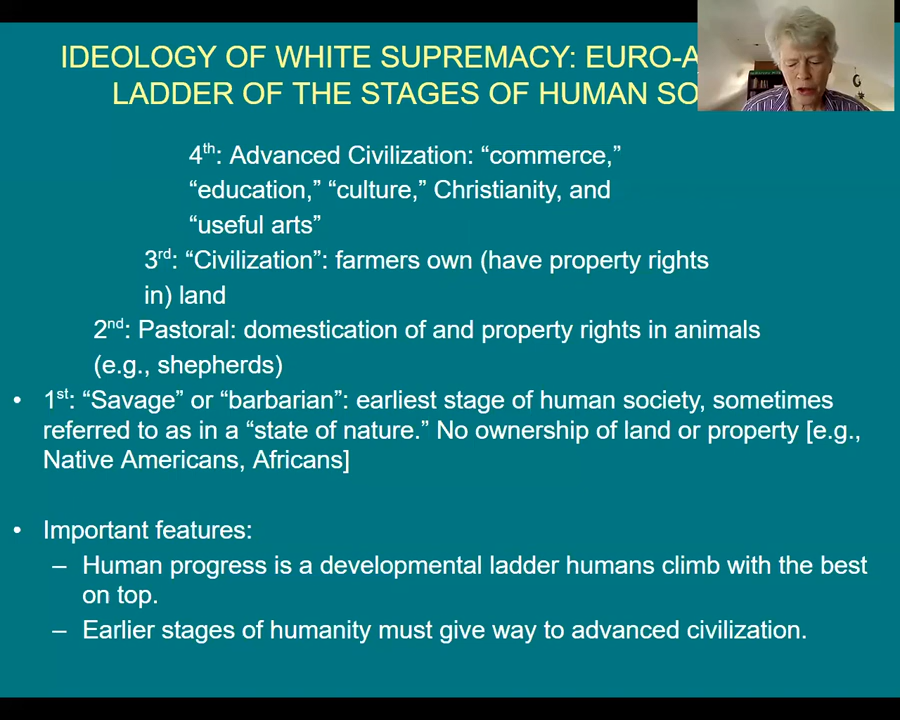 IDEOLOGY OF WHITE SUPREMACY: EURO-A
LADDER OF THE STAGES OF HUMAN SO
4th: Advanced Civilization: “commerce,”
“education,” “culture,” Christianity, and
“useful arts”
3rd: “Civilization”: farmers own (have property rights
in) land
2nd: Pastoral: domestication of and property rights in animals
(e.g., shepherds)
• 1st: “Savage” or “barbarian”: earliest stage of human society, sometimes
referred to as in a “state of nature.” No ownership of land or property [e.g.,
Native Americans, Africans]
• Important features:
– Human progress is a developmental ladder humans climb with the best
on top.
– Earlier stages of humanity must give way to advanced civilization.